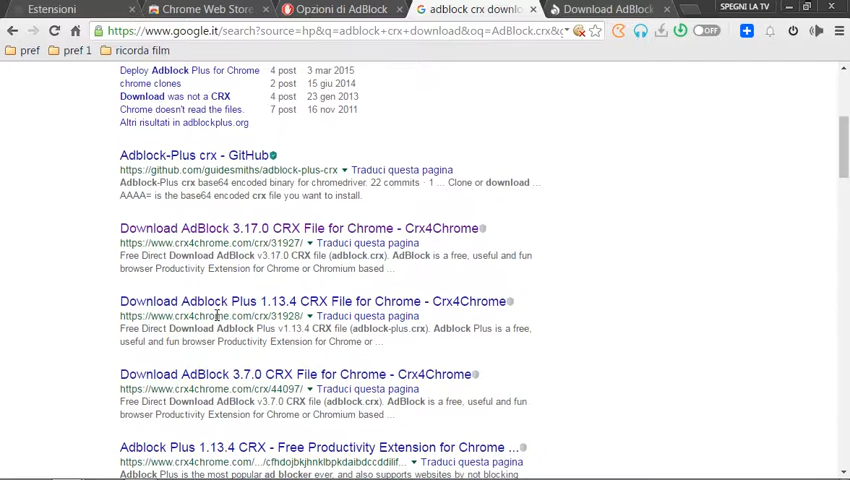 Estensioni
Chrome Web Store
Opzioni di AdBlock
adblock crx downlo
Download AdBlock
SPEGNI LA TV
https://www.google.it/search?source=hp&q=adblock+crx+download&oq=AdBlock.crx&g
OFF
pref
pref 1
ricorda film
Deploy Adblock Plus for Chrome 4 post 3 mar 2015
chrome clones 2 post 15 giu 2014
Download was not a CRX 4 post 23 gen 2013
Chrome doesn't read the files. 7 post 16 nov 2011
Altri risultati in adblockplus.org
Adblock-Plus crx - GitHub
https://github.com/guidesmiths/adblock-plus-crx Traduci questa pagina
Adblock-Plus crx base64 encoded binary for chromedriver. 22 commits · 1 ... Clone or download ...
AAAA= is the base64 encoded crx file you want to install.
Download AdBlock 3.17.0 CRX File for Chrome - Crx4Chrome
https://www.crx4chrome.com/crx/31927/ Traduci questa pagina
Free Direct Download AdBlock v3.17.0 CRX file (adblock.crx). AdBlock is a free, useful and fun
browser Productivity Extension for Chrome or Chromium based ...
Download Adblock Plus 1.13.4 CRX File for Chrome - Crx4Chrome
https://www.crx4chrome.com/crx/31928/ Traduci questa pagina
Free Direct Download Adblock Plus v1.13.4 CRX file (adblock-plus.crx). Adblock Plus is a free,
useful and fun browser Productivity Extension for Chrome or ...
Download AdBlock 3.7.0 CRX File for Chrome - Crx4Chrome
https://www.crx4chrome.com/crx/44097/ Traduci questa pagina
Free Direct Download AdBlock v3.7.0 CRX file (adblock.crx). AdBlock is a free, useful and fun
browser Productivity Extension for Chrome or Chromium based ...
Adblock Plus 1.13.4 CRX - Free Productivity Extension for Chrome ...
https://www.crx4chrome.com/.../cfhdojbkjhnklbpkdaibdccddilif... Traduci questa pagina
Adblock Plus is the most popular ad blocker ever, and also supports websites by not blocking